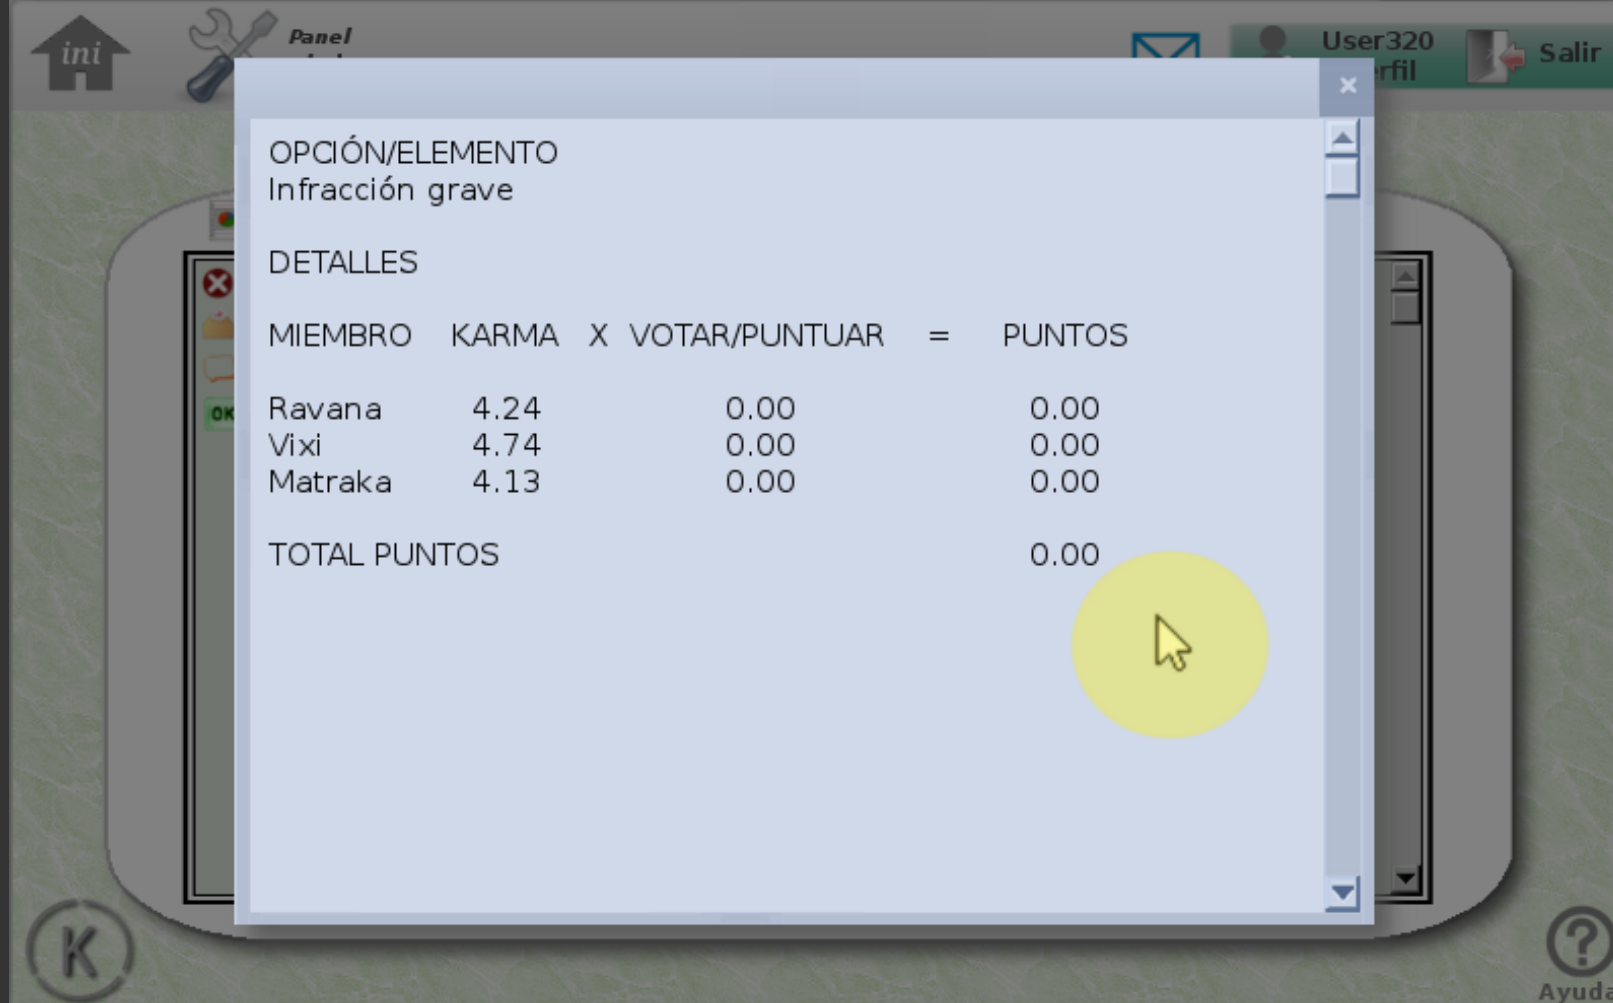 ini
Panel
User320
Salir
×
OPCIÓN/ELEMENTO
Infracción grave
DETALLES
MIEMBRO KARMA X VOTAR/PUNTUAR = PUNTOS
Ravana 4.24 0.00 0.00
Vixi 4.74 0.00 0.00
Matraka 4.13 0.00 0.00
TOTAL PUNTOS 0.00
OK
K
?
Ayuda